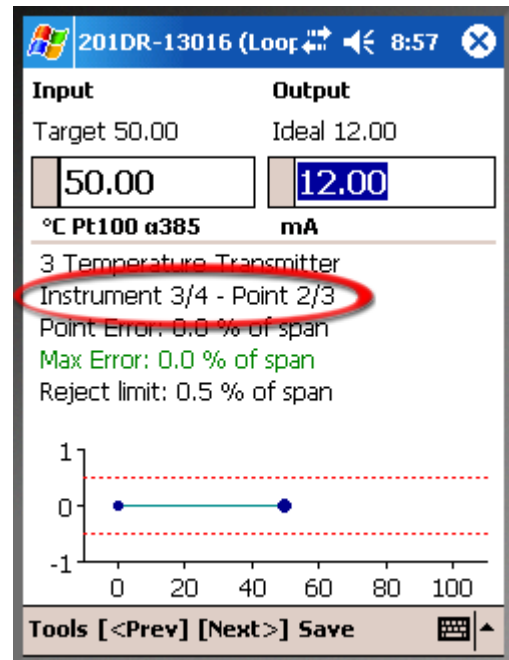 201DR-13016 (Loop 8:57
Input Output
Target 50.00 Ideal 12.00
50.00 12.00
°C Pt100 α385 mA
3 Temperature Transmitter
Instrument 3/4 - Point 2/3
Point Error: 0.0 % of span
Max Error: 0.0 % of span
Reject limit: 0.5 % of span
1
0
-1
0 20 40 60 80 100
Tools [<Prev] [Next>] Save